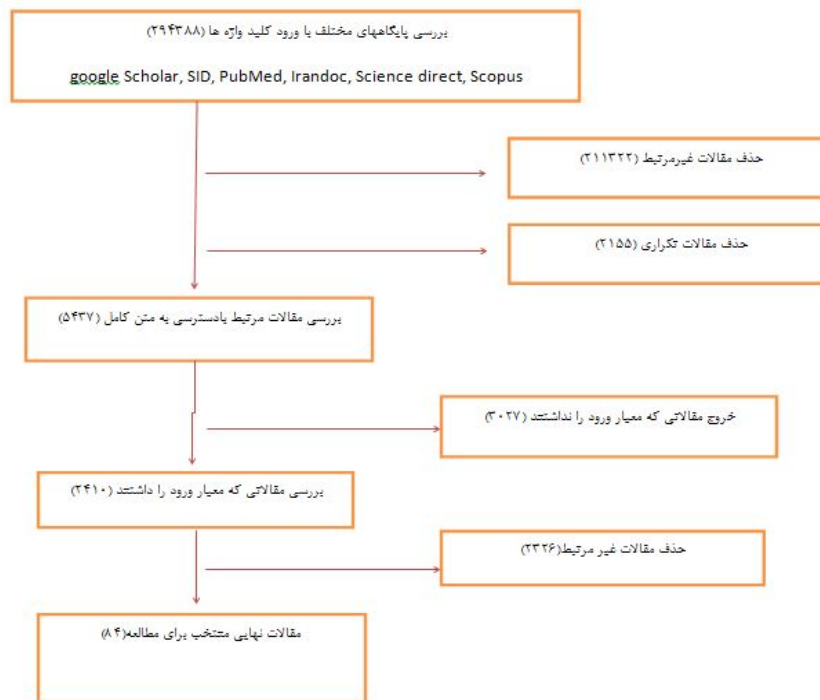 بررسی پایگاههای مختلف با ورود کلید واژه ها (۲۹۴۳۸۸)
google Scholar, SID, PubMed, Irandoc, Science direct, Scopus
حذف مقالات غیرمرتبط (۲۱۱۳۲۲)
حذف مقالات تکراری (۲۱۵۵)
بررسی مقالات مرتبط بادسترسی به متن کامل (۵۴۳۷)
خروج مقالاتی که معیار ورود را نداشتند (۳۰۲۷)
بررسی مقالاتی که معیار ورود را داشتند (۲۴۱۰)
حذف مقالات غیر مرتبط(۲۳۲۶)
مقالات نهایی منتخب برای مطالعه(۸۴)